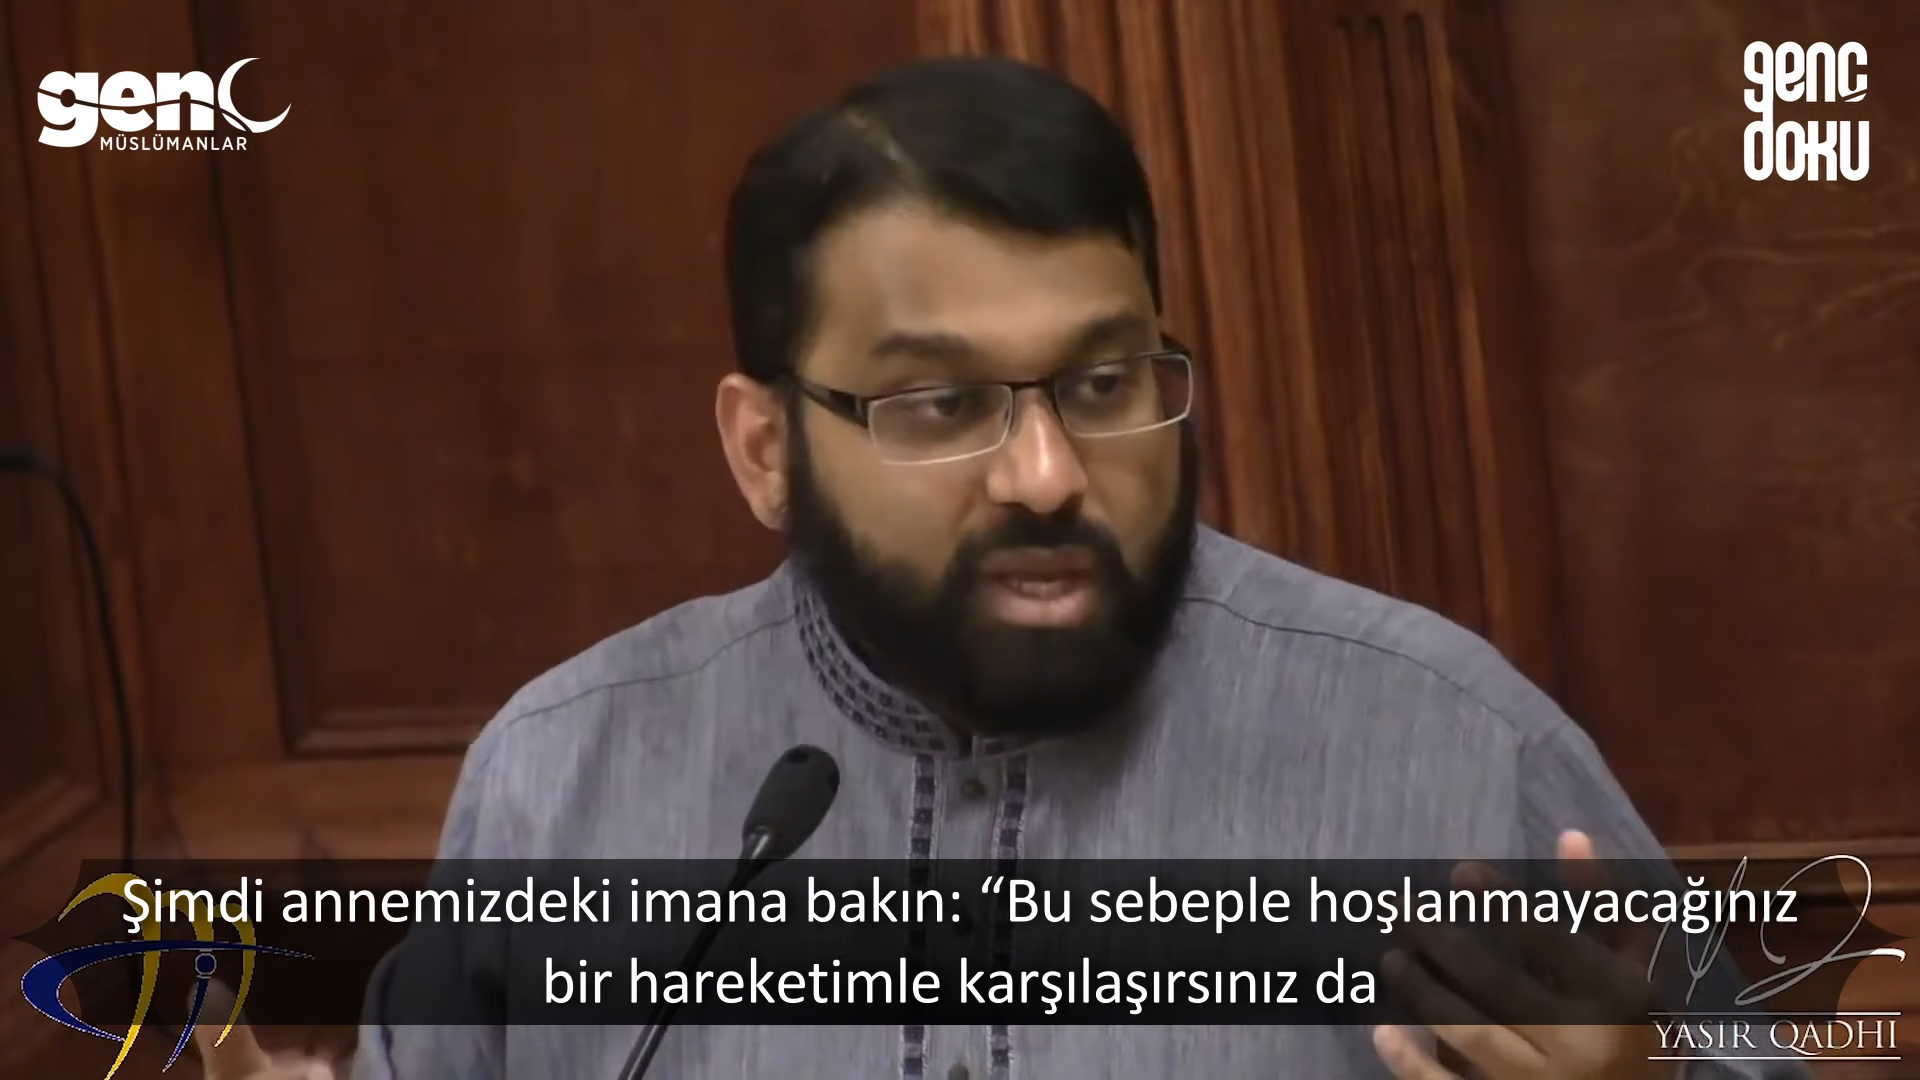 genç
MÜSLÜMANLAR
genç
DOKU
Şimdi annemizdeki imana bakın: “Bu sebeple hoşlanmayacağınız
bir hareketimle karşılaşırsınız da
YASIR QADHI